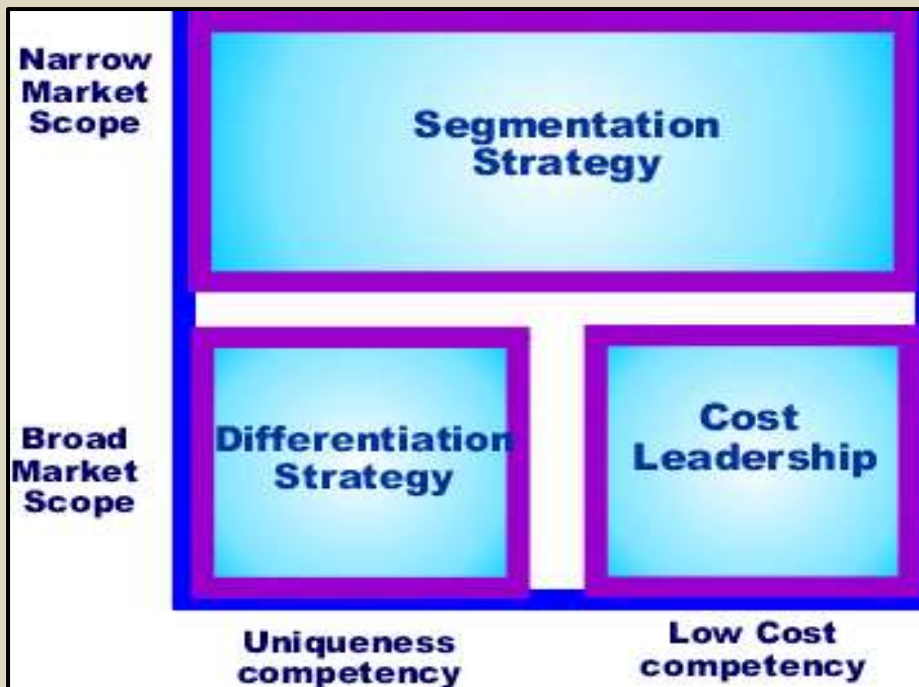 Narrow
Market
Scope
Segmentation
Strategy
Broad
Market
Scope
Differentiation
Strategy
Cost
Leadership
Uniqueness
competency
Low Cost
competency